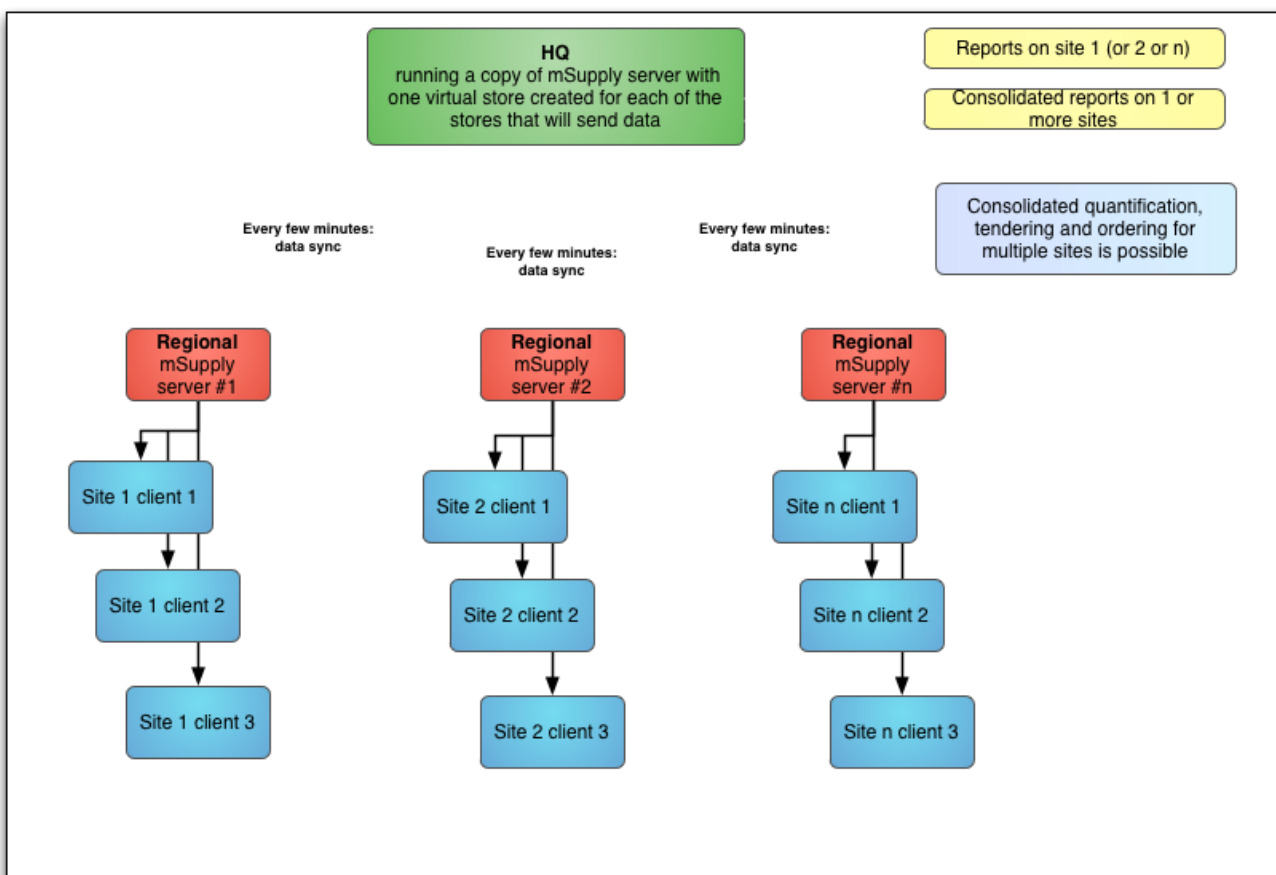 HQ
running a copy of mSupply server with
one virtual store created for each of the
stores that will send data
Reports on site 1 (or 2 or n)
Consolidated reports on 1 or
more sites
Consolidated quantification,
tendering and ordering for
multiple sites is possible
Every few minutes:
data sync
Every few minutes:
data sync
Every few minutes:
data sync
Regional
mSupply
server #1
Regional
mSupply
server #2
Regional
mSupply
server #n
Site 1 client 1
Site 2 client 1
Site n client 1
Site 1 client 2
Site 2 client 2
Site n client 2
Site 1 client 3
Site 2 client 3
Site n client 3